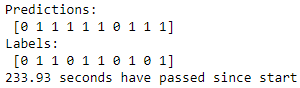 Predictions:
[0 1 1 1 1 1 0 1 1 1]
Labels:
[0 1 1 0 1 1 0 1 0 1]
233.93 seconds have passed since start